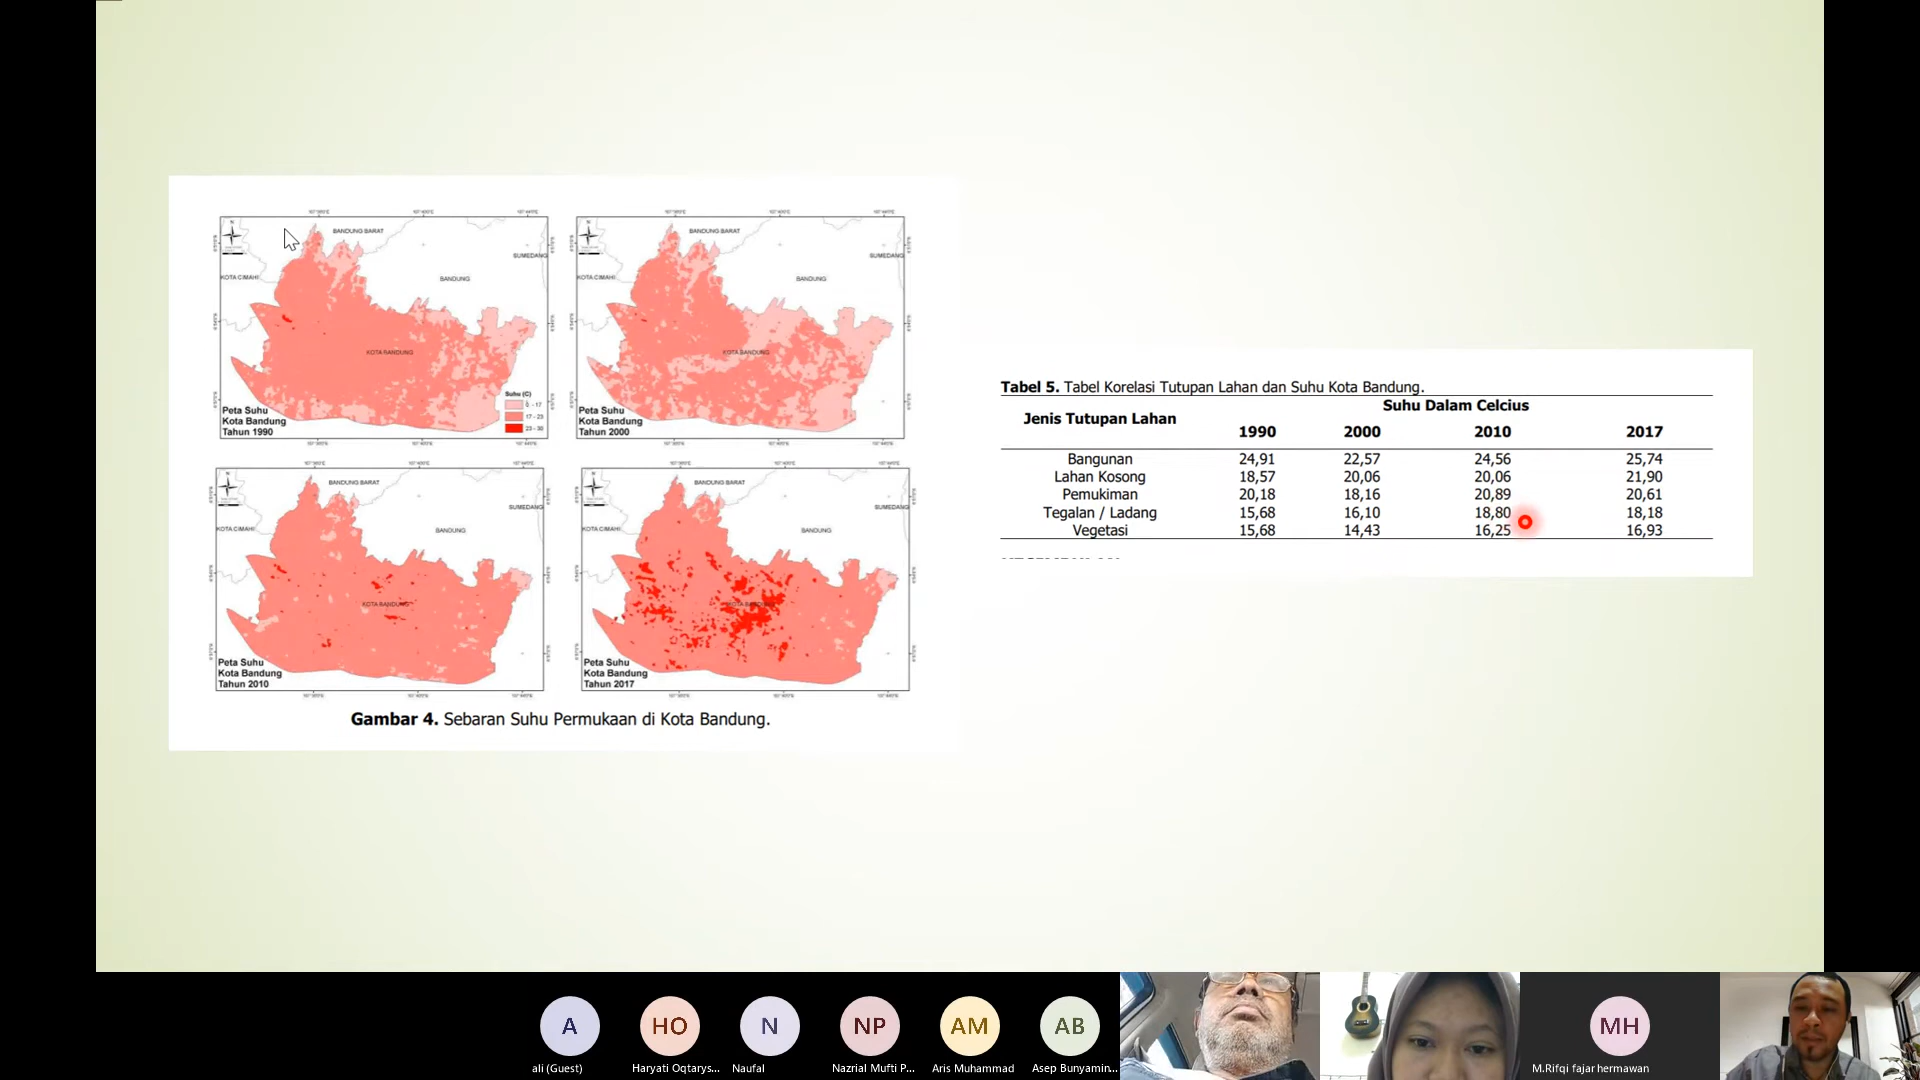 BANDUNG BARAT
SUMEDANG
KOTA CIMAHI
BANDUNG
KOTA BANDUNG
Suhu (C)
17 - 23
23 - 30
Peta Suhu
Kota Bandung
Tahun 1990
BANDUNG BARAT
SUMEDANG
KOTA CIMAHI
BANDUNG
KOTA BANDUNG
Peta Suhu
Kota Bandung
Tahun 2000
BANDUNG BARAT
SUMEDANG
KOTA CIMAHI
BANDUNG
KOTA BANDUNG
Peta Suhu
Kota Bandung
Tahun 2010
BANDUNG BARAT
SUMEDANG
KOTA CIMAHI
BANDUNG
KOTA BANDUNG
Peta Suhu
Kota Bandung
Tahun 2017
Gambar 4. Sebaran Suhu Permukaan di Kota Bandung.
Tabel 5. Tabel Korelasi Tutupan Lahan dan Suhu Kota Bandung.
Jenis Tutupan Lahan Suhu Dalam Celcius
1990 2000 2010 2017
Bangunan 24,91 22,57 24,56 25,74
Lahan Kosong 18,57 20,06 20,06 21,90
Pemukiman 20,18 18,16 20,89 20,61
Tegalan / Ladang 15,68 16,10 18,80 18,18
Vegetasi 15,68 14,43 16,25 16,93
A HO N NP AM AB MH
ali (Guest) Haryati Oqtarys... Naufal Nazrial Mufti P... Aris Muhammad Asep Bunyamin... M.Rifqi fajar hermawan